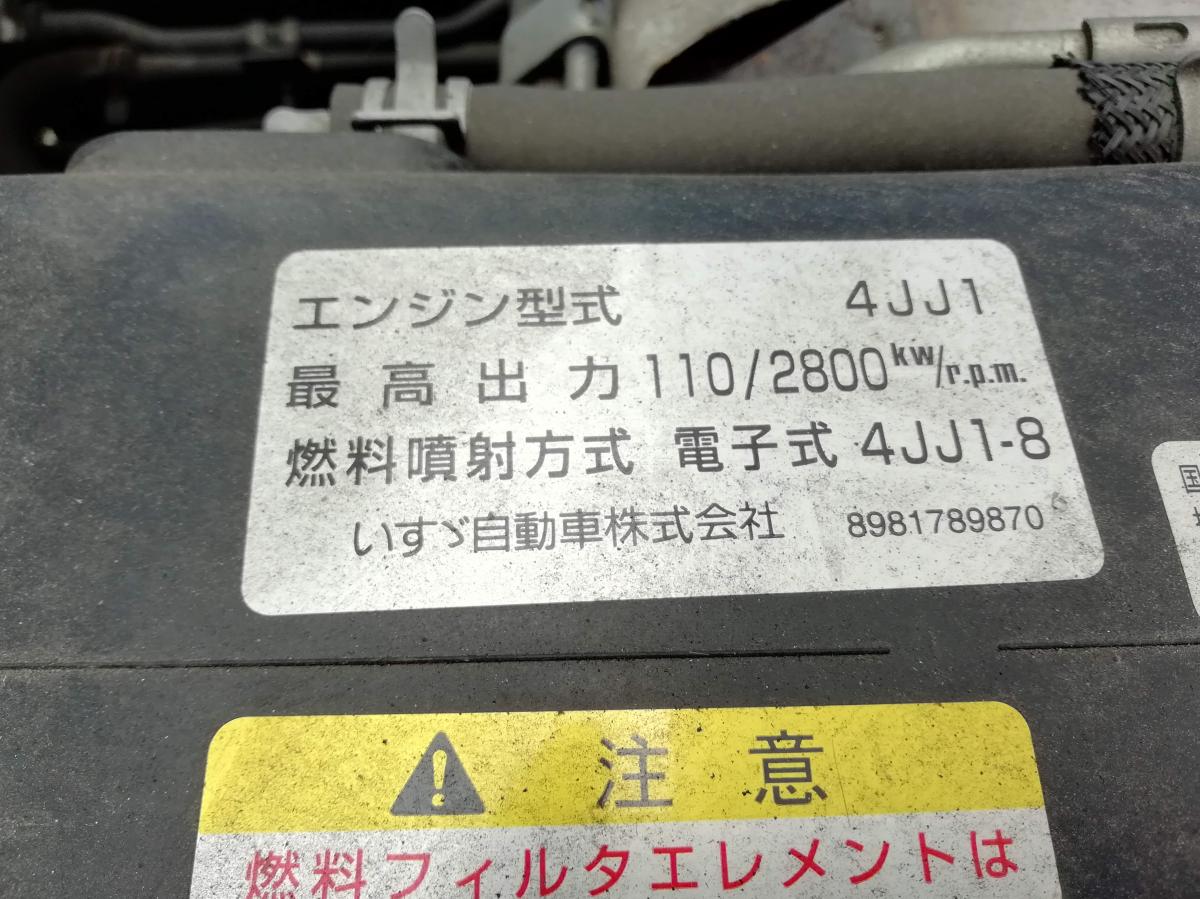 エンジン型式 4JJ1
最高出力 110/2800kw/r.p.m.
燃料噴射方式 電子式 4JJ1-8
いすゞ自動車株式会社 8981789870
国
注意
燃料フィルタエレメントは